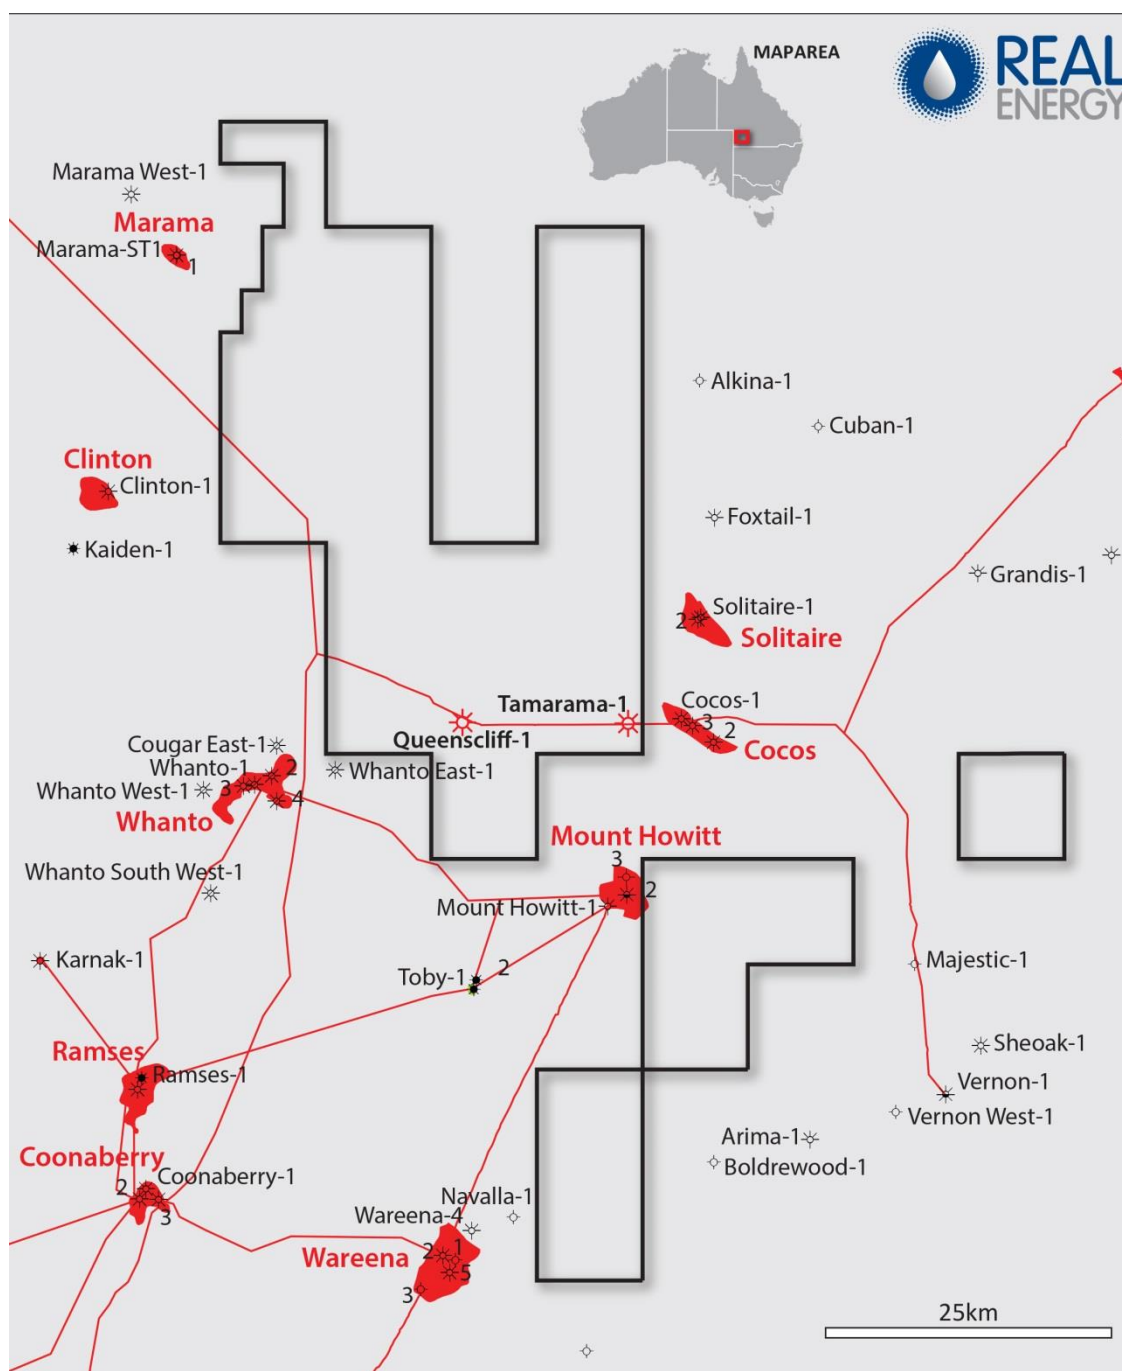 MAPAREA
REAL
ENERGY
Marama West-1
Marama
Marama-ST1
1
Alkina-1
Cuban-1
Clinton
Clinton-1
Foxtail-1
Kaiden-1
Grandis-1
Solitaire-1
2
Solitaire
Tamarama-1
Cocos-1
3
2
Queenscliff-1
Cocos
Cougar East-1
Whanto-1
2
Whanto East-1
Whanto West-1
3
4
Whanto
Mount Howitt
3
Whanto South West-1
2
Mount Howitt-1
Karnak-1
Toby-1
2
Majestic-1
Ramses
Ramses-1
Sheoak-1
Vernon-1
Vernon West-1
Arima-1
Boldrewood-1
Coonaberry
Coonaberry-1
2
3
Navalla-1
Wareena-4
Wareena
2
1
5
3
25km